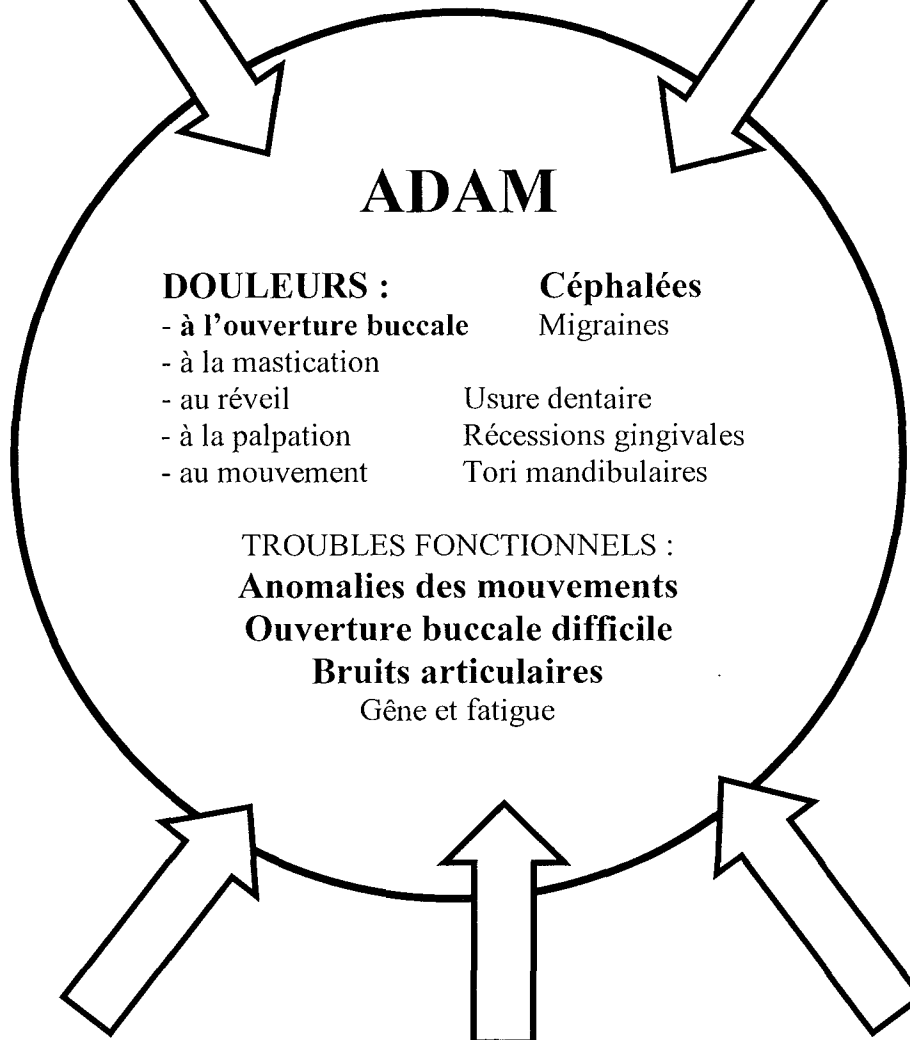 ADAM
DOULEURS : Céphalées
- à l'ouverture buccale Migraines
- à la mastication
- au réveil Usure dentaire
- à la palpation Récessions gingivales
- au mouvement Tori mandibulaires
TROUBLES FONCTIONNELS :
Anomalies des mouvements
Ouverture buccale difficile
Bruits articulaires
Gêne et fatigue